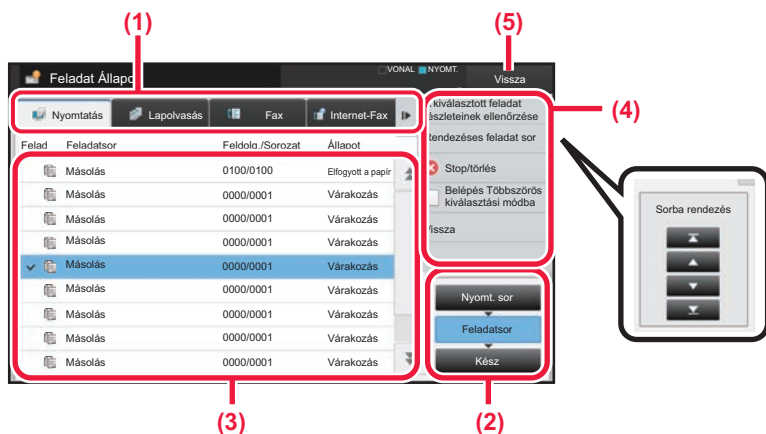 (1)
(5)
Feladat Állapo
VONAL
NYOMT.
Vissza
Nyomtatás
Lapolvasás
Fax
Internet-Fax
kiválasztott feladat
észleteinek ellenőrzése
(4)
Felad
Feladatsor
Feldolg./Sorozat
Állapot
Rendezéses feladat sor
Másolás 0100/0100 Elfogyott a papír
Stop/törlés
Másolás 0000/0001 Várakozás
Belépés Többszörös
kiválasztási módba
Másolás 0000/0001 Várakozás
Másolás 0000/0001 Várakozás
Vissza
Másolás 0000/0001 Várakozás
Másolás 0000/0001 Várakozás
Másolás 0000/0001 Várakozás
Másolás 0000/0001 Várakozás
Másolás 0000/0001 Várakozás
Nyomt. sor
Feladatsor
Kész
Sorba rendezés
(3)
(2)